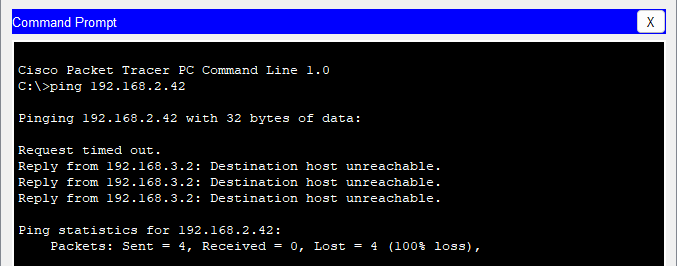 Command Prompt
X
Cisco Packet Tracer PC Command Line 1.0
C:\>ping 192.168.2.42
Pinging 192.168.2.42 with 32 bytes of data:
Request timed out.
Reply from 192.168.3.2: Destination host unreachable.
Reply from 192.168.3.2: Destination host unreachable.
Reply from 192.168.3.2: Destination host unreachable.
Ping statistics for 192.168.2.42:
Packets: Sent = 4, Received = 0, Lost = 4 (100% loss),